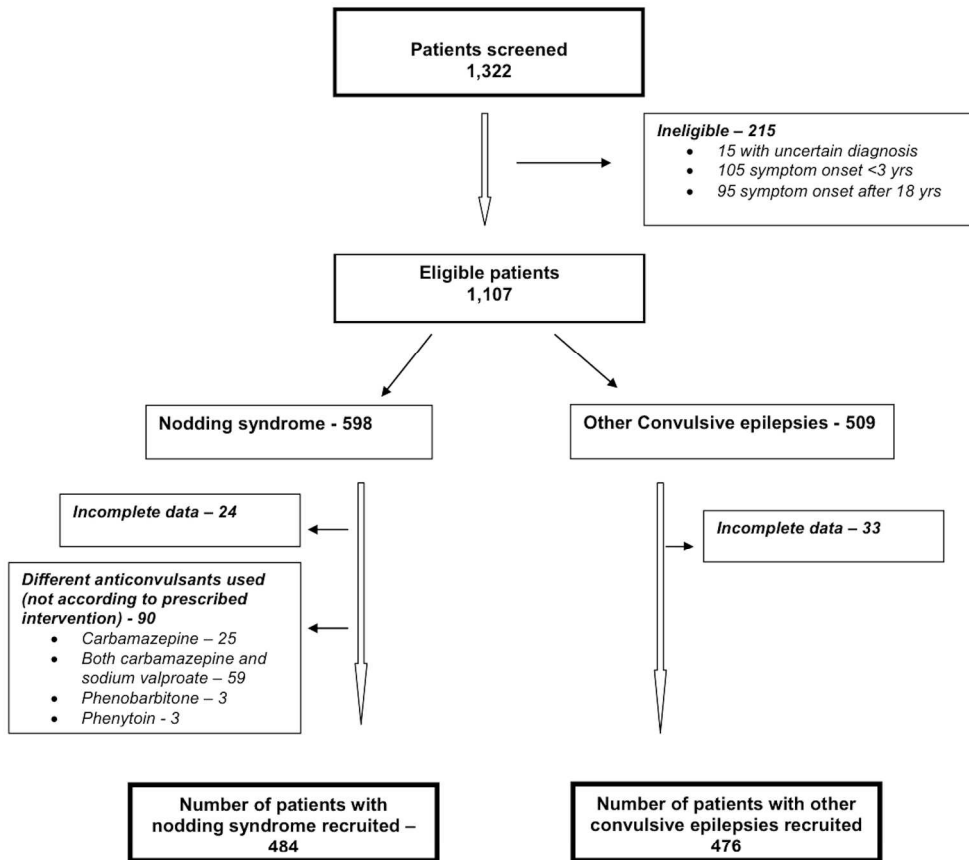 Patients screened
1,322
Ineligible – 215
• 15 with uncertain diagnosis
• 105 symptom onset <3 yrs
• 95 symptom onset after 18 yrs
Eligible patients
1,107
Nodding syndrome - 598
Other Convulsive epilepsies - 509
Incomplete data – 24
Incomplete data – 33
Different anticonvulsants used
(not according to prescribed
intervention) - 90
• Carbamazepine – 25
• Both carbamazepine and
sodium valproate – 59
• Phenobarbitone – 3
• Phenytoin - 3
Number of patients with
nodding syndrome recruited –
484
Number of patients with other
convulsive epilepsies recruited
476